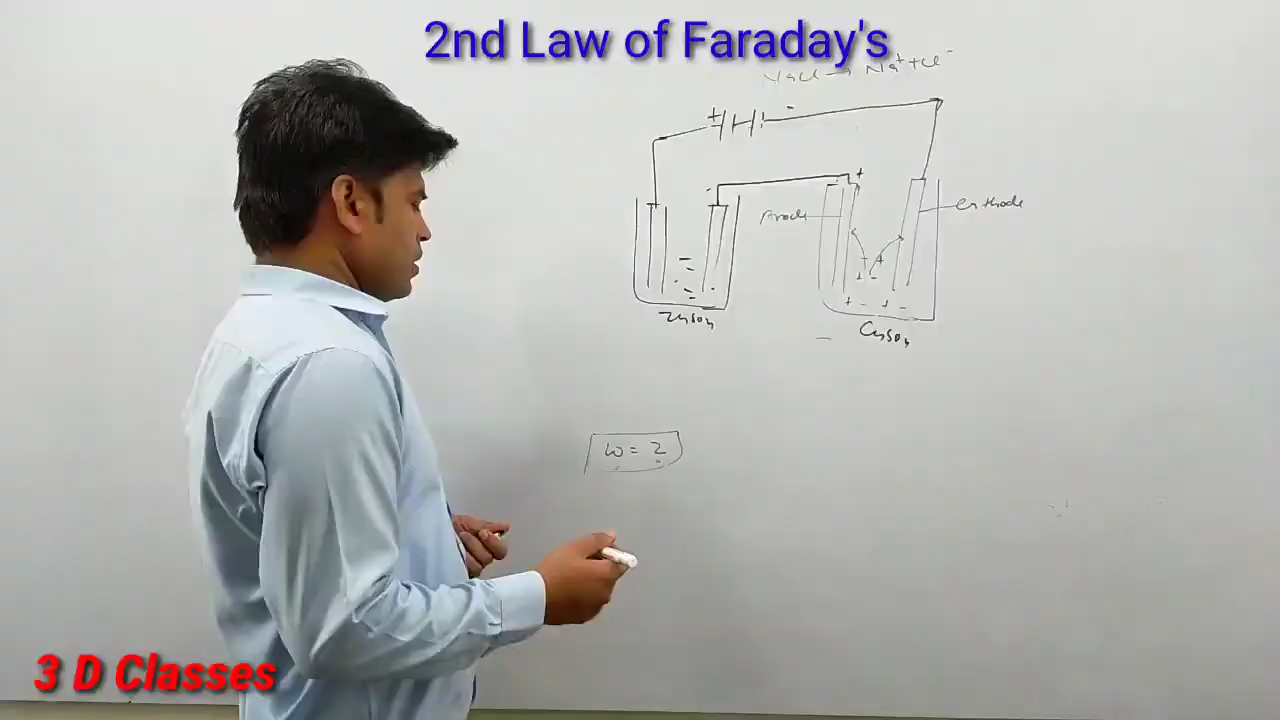 2nd Law of Faraday's
NaCl → Na⁺ + Cl⁻
+ -
- +
Anode
Cathode
ZnSO₄
CuSO₄
W = Z
3 D Classes